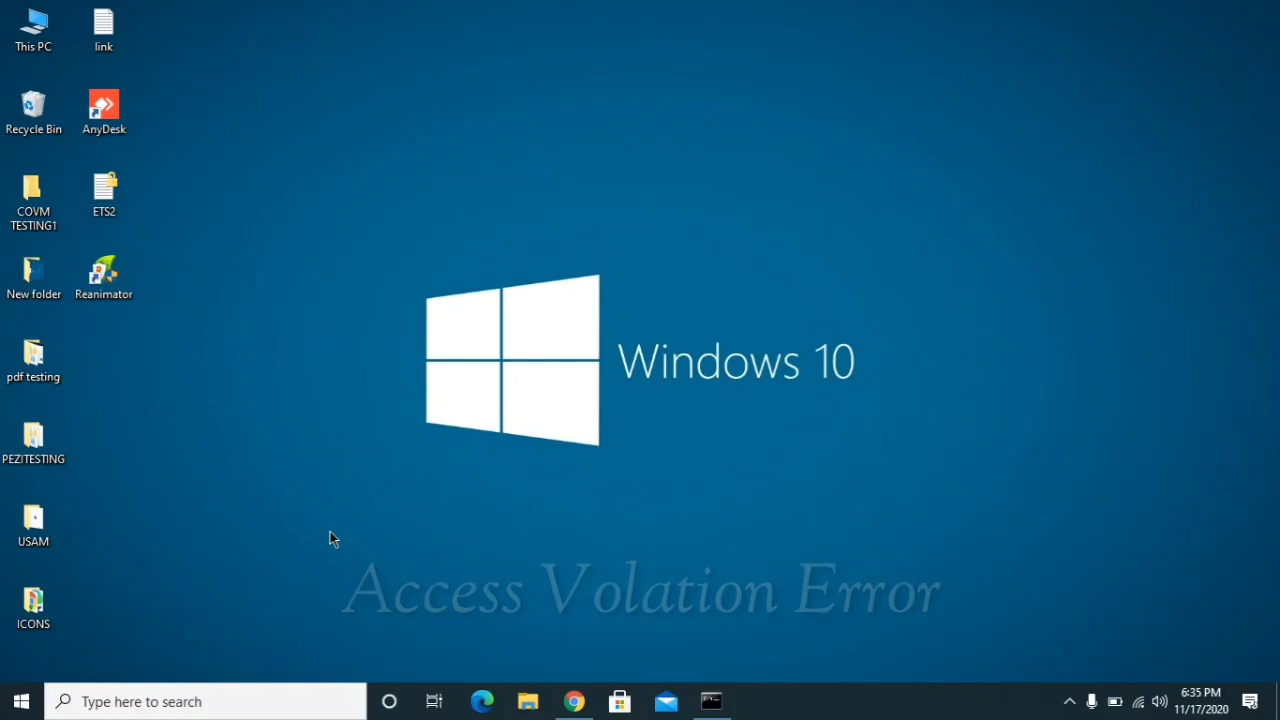 This PC
link
Recycle Bin
AnyDesk
COVM
TESTING1
ETS2
New folder
Reanimator
pdf testing
PEZITESTING
USAM
ICONS
Windows 10
Access Volation Error
Type here to search
6:35 PM
11/17/2020